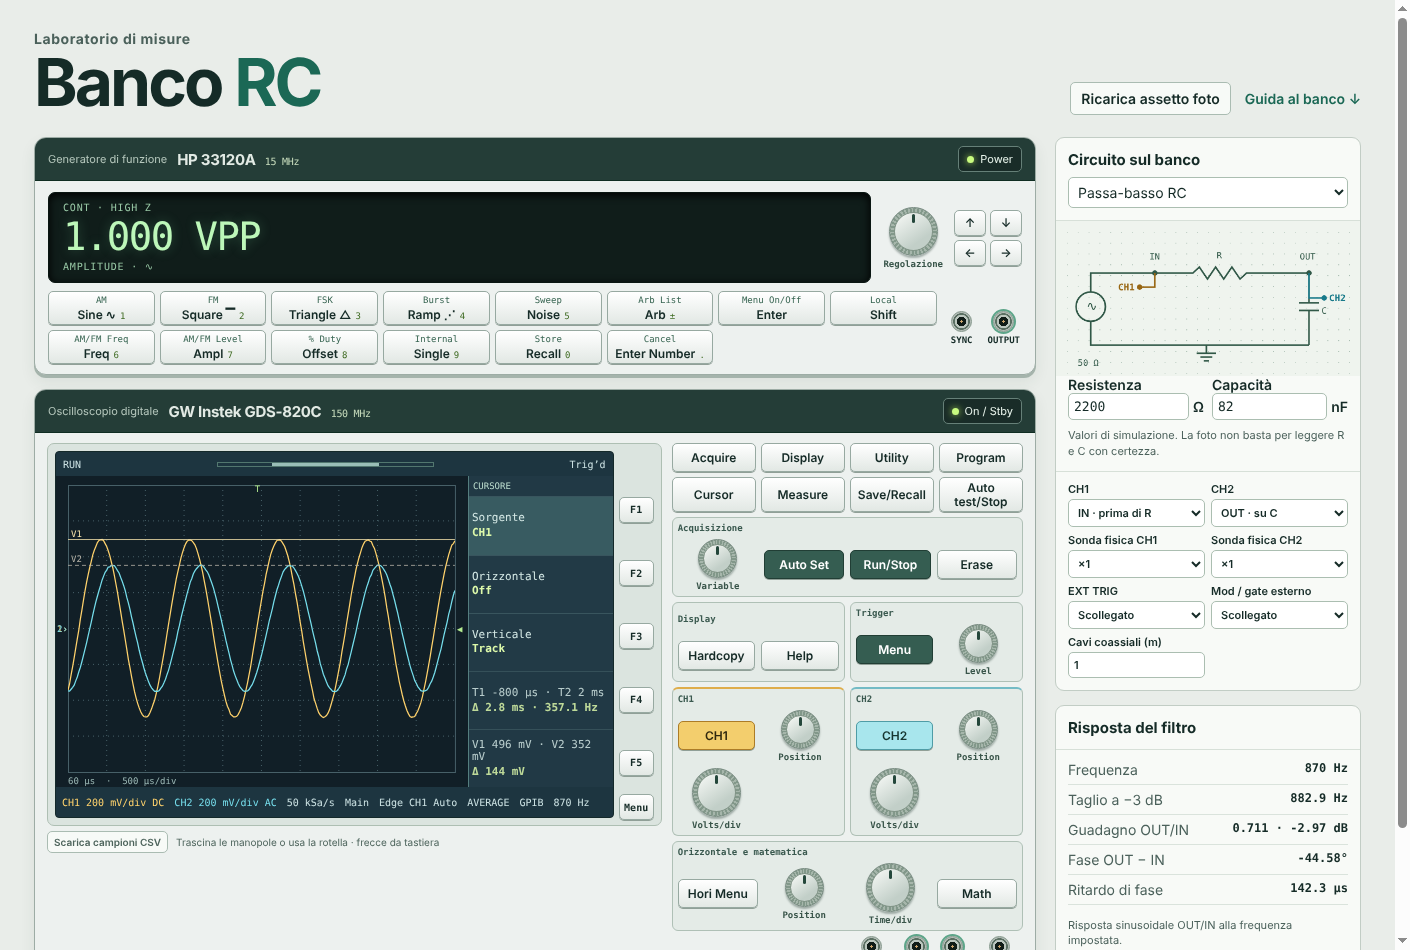 Laboratorio di misure
Banco RC
Ricarica assetto foto
Guida al banco ↓
Generatore di funzione HP 33120A 15 MHz
Power
CONT · HIGH Z
1.000 VPP
AMPLITUDE · ∿
Regolazione
↑ ↓
← →
AM
Sine ∿ 1
FM
Square ▔ 2
FSK
Triangle △ 3
Burst
Ramp ⋰ 4
Sweep
Noise 5
Arb List
Arb ±
Menu On/Off
Enter
Local
Shift
AM/FM Freq
Freq 6
AM/FM Level
Ampl 7
% Duty
Offset 8
Internal
Single 9
Store
Recall 0
Cancel
Enter Number .
SYNC
OUTPUT
Oscilloscopio digitale GW Instek GDS-820C 150 MHz
On / Stby
RUN
Trig’d
T
V1
V2
2›
◄
60 µs · 500 µs/div
CURSORE
Sorgente
CH1
Orizzontale
Off
Verticale
Track
T1 -800 µs · T2 2 ms
Δ 2.8 ms · 357.1 Hz
V1 496 mV · V2 352
mV
Δ 144 mV
CH1 200 mV/div DC CH2 200 mV/div AC 50 kSa/s Main Edge CH1 Auto AVERAGE GPIB 870 Hz
F1
F2
F3
F4
F5
Menu
Scarica campioni CSV
Trascina le manopole o usa la rotella · frecce da tastiera
Acquire
Display
Utility
Program
Cursor
Measure
Save/Recall
Auto
test/Stop
Acquisizione
Variable
Auto Set
Run/Stop
Erase
Display
Hardcopy
Help
Trigger
Menu
Level
CH1
CH1
Position
Volts/div
CH2
CH2
Position
Volts/div
Orizzontale e matematica
Hori Menu
Position
Time/div
Math
Circuito sul banco
Passa-basso RC
IN
R
OUT
CH1
CH2
C
∿
50 Ω
Resistenza
2200 Ω
Capacità
82 nF
Valori di simulazione. La foto non basta per leggere R
e C con certezza.
CH1
IN · prima di R
CH2
OUT · su C
Sonda fisica CH1
×1
Sonda fisica CH2
×1
EXT TRIG
Scollegato
Mod / gate esterno
Scollegato
Cavi coassiali (m)
1
Risposta del filtro
Frequenza 870 Hz
Taglio a −3 dB 882.9 Hz
Guadagno OUT/IN 0.711 · -2.97 dB
Fase OUT − IN -44.58°
Ritardo di fase 142.3 µs
Risposta sinusoidale OUT/IN alla frequenza
impostata.